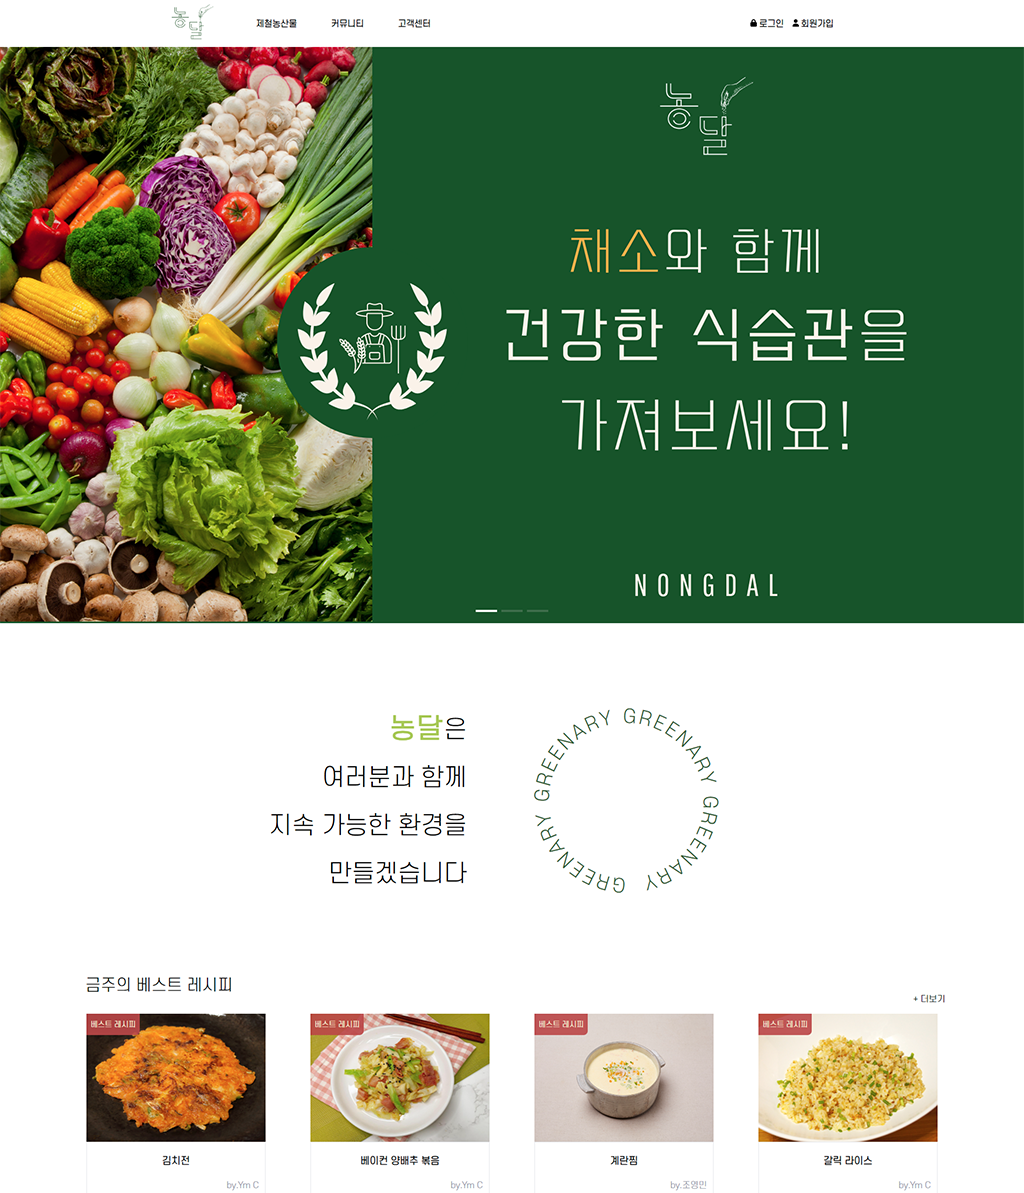 농달
제철농산물
커뮤니티
고객센터
로그인
회원가입
농달
채소와 함께
건강한 식습관을
가져보세요!
NONGDAL
농달은
여러분과 함께
지속 가능한 환경을
만들겠습니다
GREENARY GREENARY GREENARY GREENARY GREENARY
금주의 베스트 레시피
+ 더보기
베스트 레시피
베스트 레시피
베스트 레시피
베스트 레시피
김치전
베이컨 양배추 볶음
계란찜
갈릭 라이스
by.Ym C
by.Ym C
by.조영민
by.Ym C